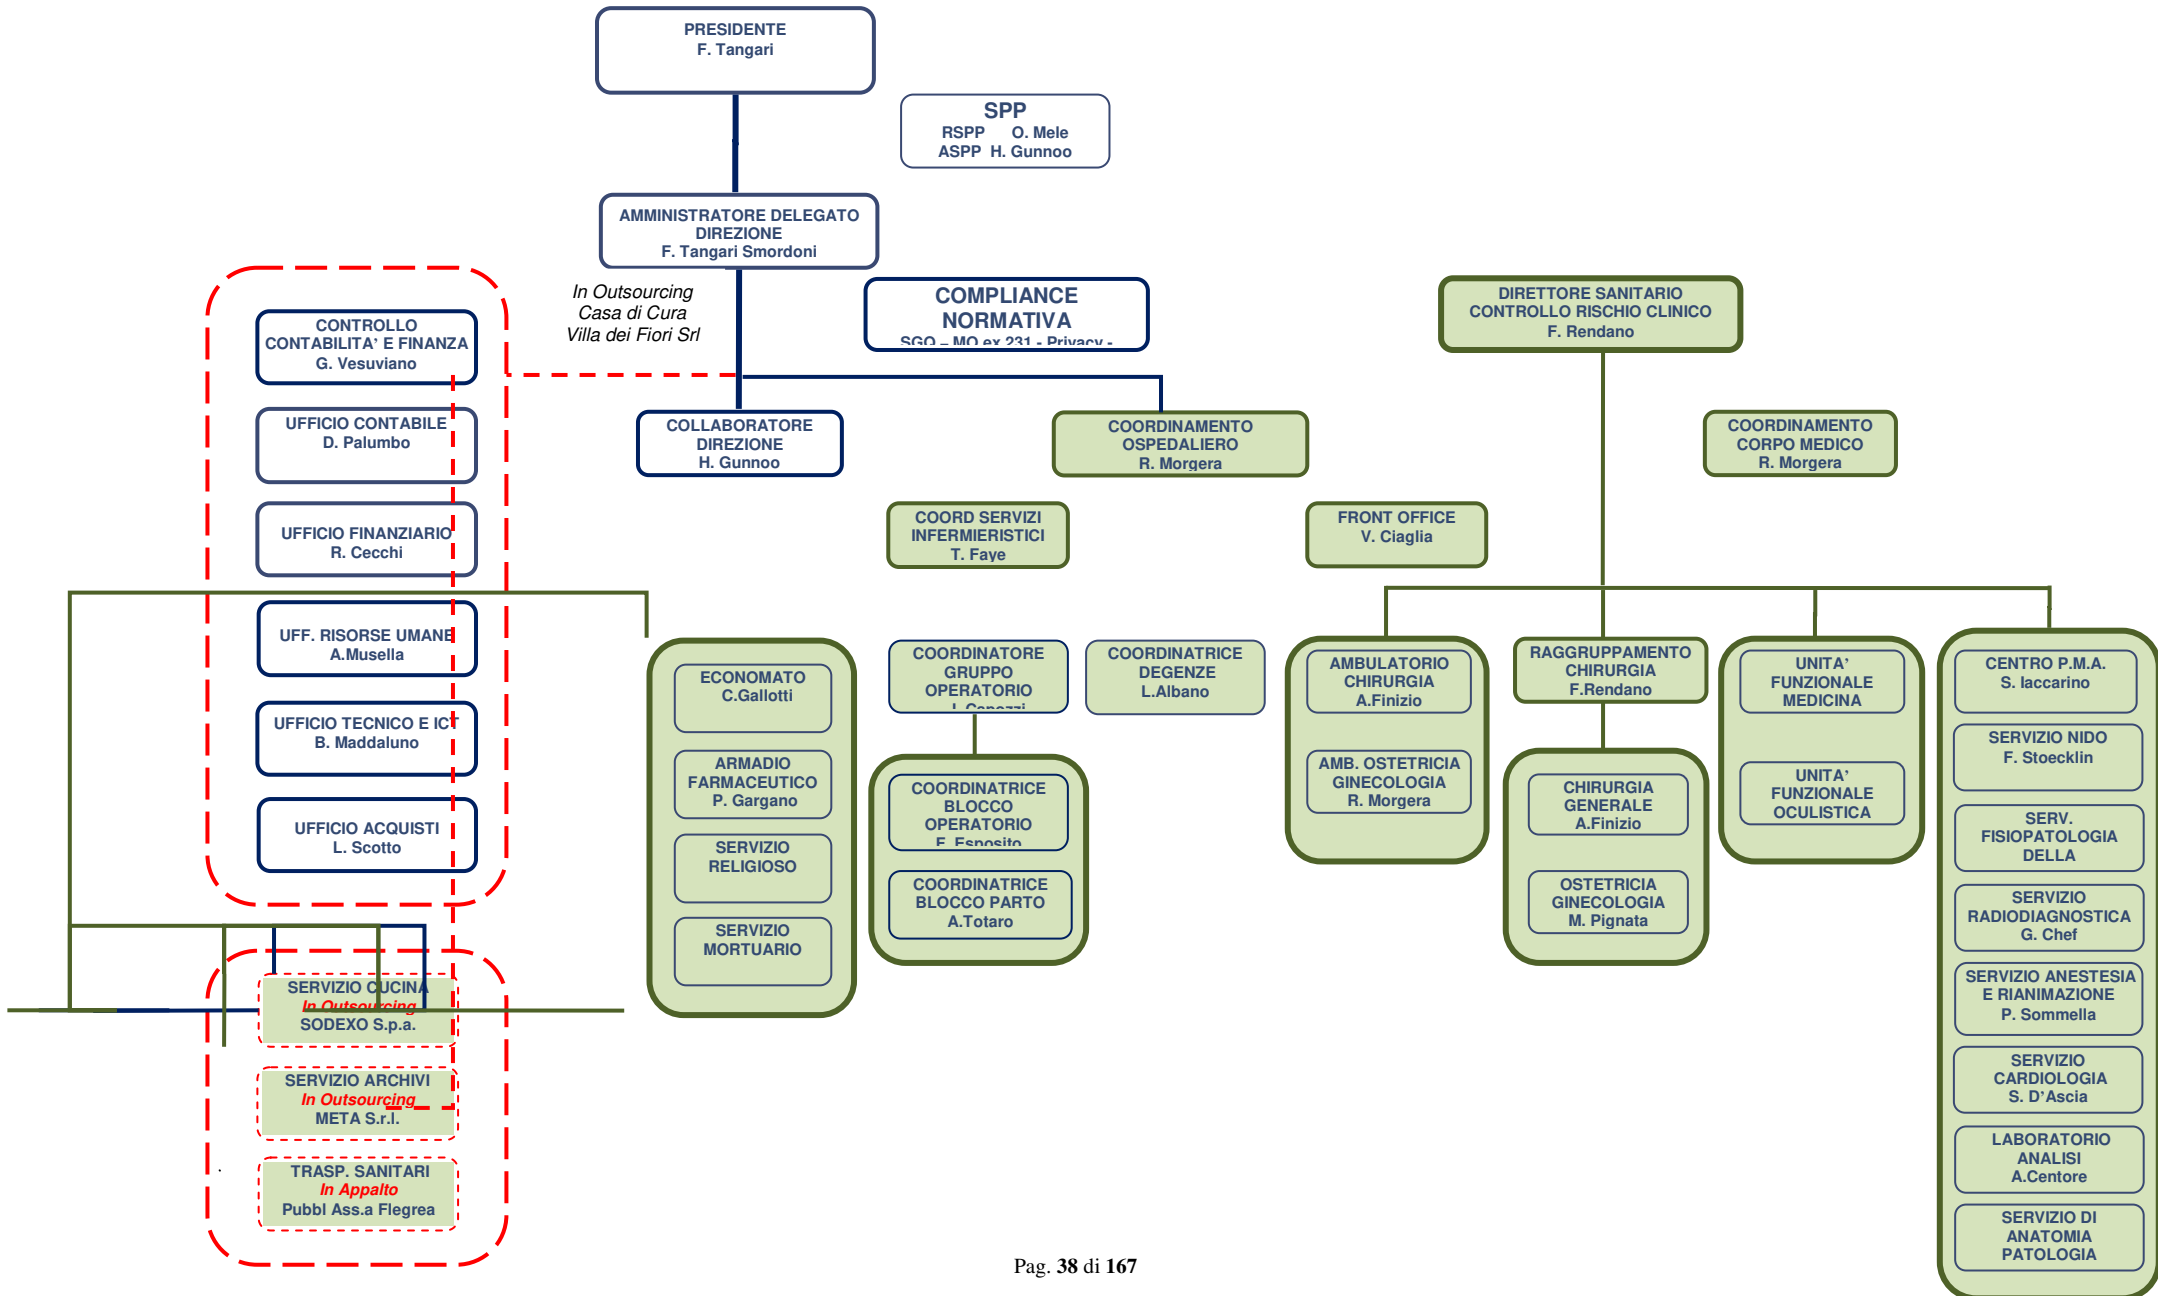 PRESIDENTE
F. Tangari
SPP
RSPP O. Mele
ASPP H. Gunnoo
AMMINISTRATORE DELEGATO
DIREZIONE
F. Tangari Smordoni
In Outsourcing
Casa di Cura
Villa dei Fiori Srl
COMPLIANCE
NORMATIVA
SGQ – MO ex 231 - Privacy -
DIRETTORE SANITARIO
CONTROLLO RISCHIO CLINICO
F. Rendano
CONTROLLO
CONTABILITA' E FINANZA
G. Vesuviano
UFFICIO CONTABILE
D. Palumbo
UFFICIO FINANZIARIO
R. Cecchi
UFF. RISORSE UMANE
A.Musella
UFFICIO TECNICO E ICT
B. Maddaluno
UFFICIO ACQUISTI
L. Scotto
COLLABORATORE
DIREZIONE
H. Gunnoo
COORDINAMENTO
OSPEDALIERO
R. Morgera
COORDINAMENTO
CORPO MEDICO
R. Morgera
COORD SERVIZI
INFERMIERISTICI
T. Faye
FRONT OFFICE
V. Ciaglia
ECONOMATO
C.Gallotti
ARMADIO
FARMACEUTICO
P. Gargano
SERVIZIO
RELIGIOSO
SERVIZIO
MORTUARIO
COORDINATORE
GRUPPO
OPERATORIO
COORDINATRICE
DEGENZE
L.Albano
COORDINATRICE
BLOCCO
OPERATORIO
Esposito
COORDINATRICE
BLOCCO PARTO
A.Totaro
AMBULATORIO
CHIRURGIA
A.Finizio
AMB. OSTETRICIA
GINECOLOGIA
R. Morgera
RAGGRUPPAMENTO
CHIRURGIA
F.Rendano
CHIRURGIA
GENERALE
A.Finizio
OSTETRICIA
GINECOLOGIA
M. Pignata
UNITA'
FUNZIONALE
MEDICINA
UNITA'
FUNZIONALE
OCULISTICA
CENTRO P.M.A.
S. Iaccarino
SERVIZIO NIDO
F. Stoecklin
SERV.
FISIOPATOLOGIA
DELLA
SERVIZIO
RADIODIAGNOSTICA
G. Chef
SERVIZIO ANESTESIA
E RIANIMAZIONE
P. Sommella
SERVIZIO
CARDIOLOGIA
S. D'Ascia
LABORATORIO
ANALISI
A.Centore
SERVIZIO DI
ANATOMIA
PATOLOGIA
SERVIZIO CUCINA
In Outsourcing
SODEXO S.p.a.
SERVIZIO ARCHIVI
In Outsourcing
META S.r.l.
TRASP. SANITARI
In Appalto
Pubbl Ass.a Flegrea
Pag. 38 di 167